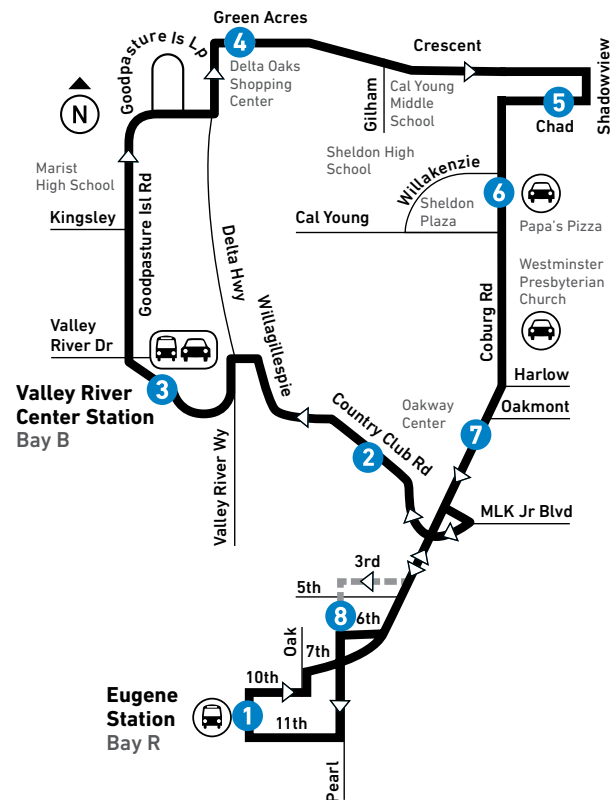 Green Acres
4
Goodpasture Is Lp
Delta Oaks
Shopping
Center
Crescent
Shadowview
N
Gilham
Cal Young
Middle
School
5
Chad
Marist
High School
Sheldon High
School
Willakenzie
6
Sheldon
Plaza
Papa's Pizza
Kingsley
Goodpasture Isl Rd
Cal Young
Delta Hwy
Westminster
Presbyterian
Church
Coburg Rd
Valley
River Dr
Willagillespie
3
Valley River
Center Station
Bay B
Harlow
Oakmont
Oakway
Center
7
Country Club Rd
2
Valley River Wy
MLK Jr Blvd
3rd
5th
8
6th
Oak
7th
10th
Eugene
Station
Bay R
1
11th
Pearl